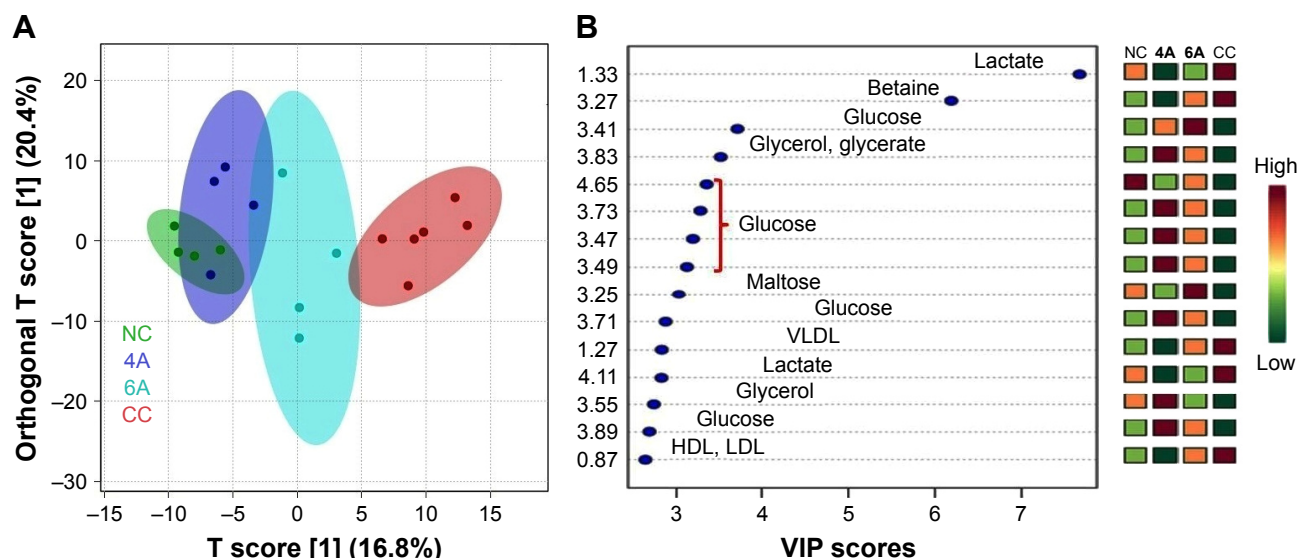 A
Orthogonal T score [1] (20.4%)
20
10
0
–10
–20
–30
NC
4A
6A
CC
–15 –10 –5 0 5 10 15
T score [1] (16.8%)
B
NC 4A 6A CC
1.33 Lactate
3.27 Betaine
3.41 Glucose
3.83 Glycerol, glycerate
4.65
3.73
3.47 Glucose
3.49
3.25 Maltose
3.71 Glucose
1.27 VLDL
4.11 Lactate
3.55 Glycerol
3.89 Glucose
0.87 HDL, LDL
3 4 5 6 7
VIP scores
High
Low